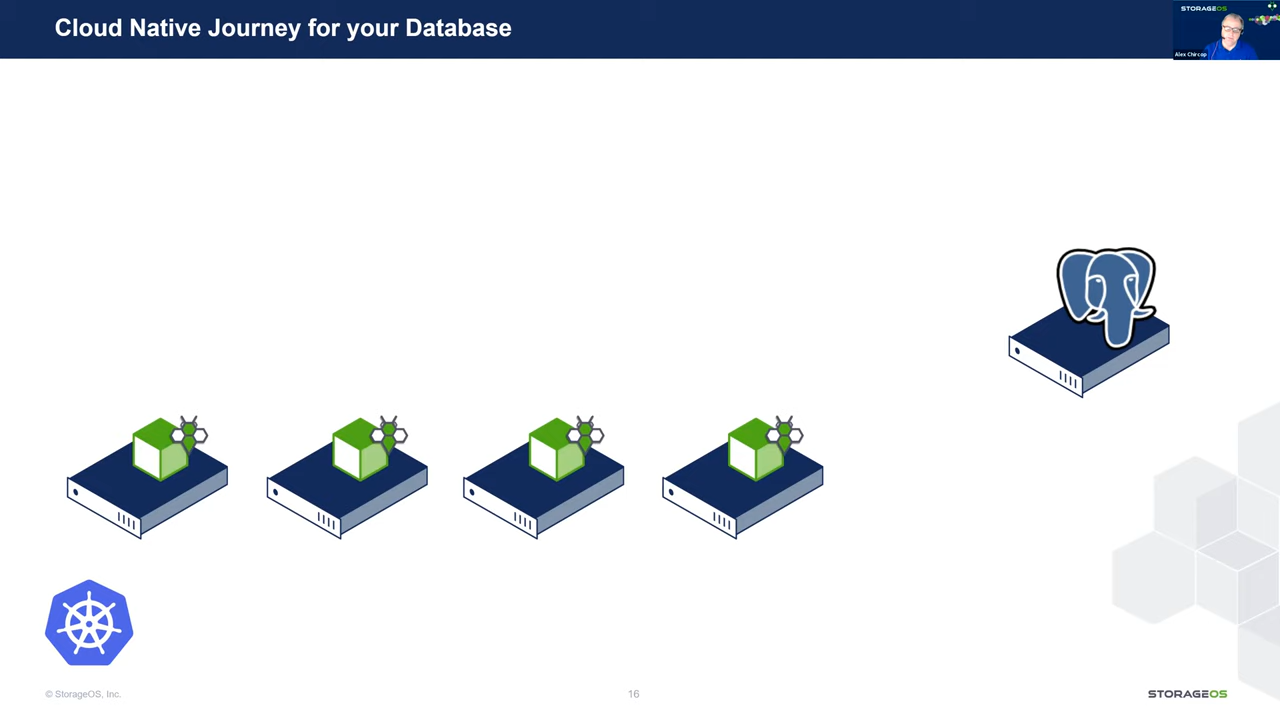 Cloud Native Journey for your Database
STORAGEOS
Alex Chircop
© StorageOS, Inc.
16
STORAGEOS